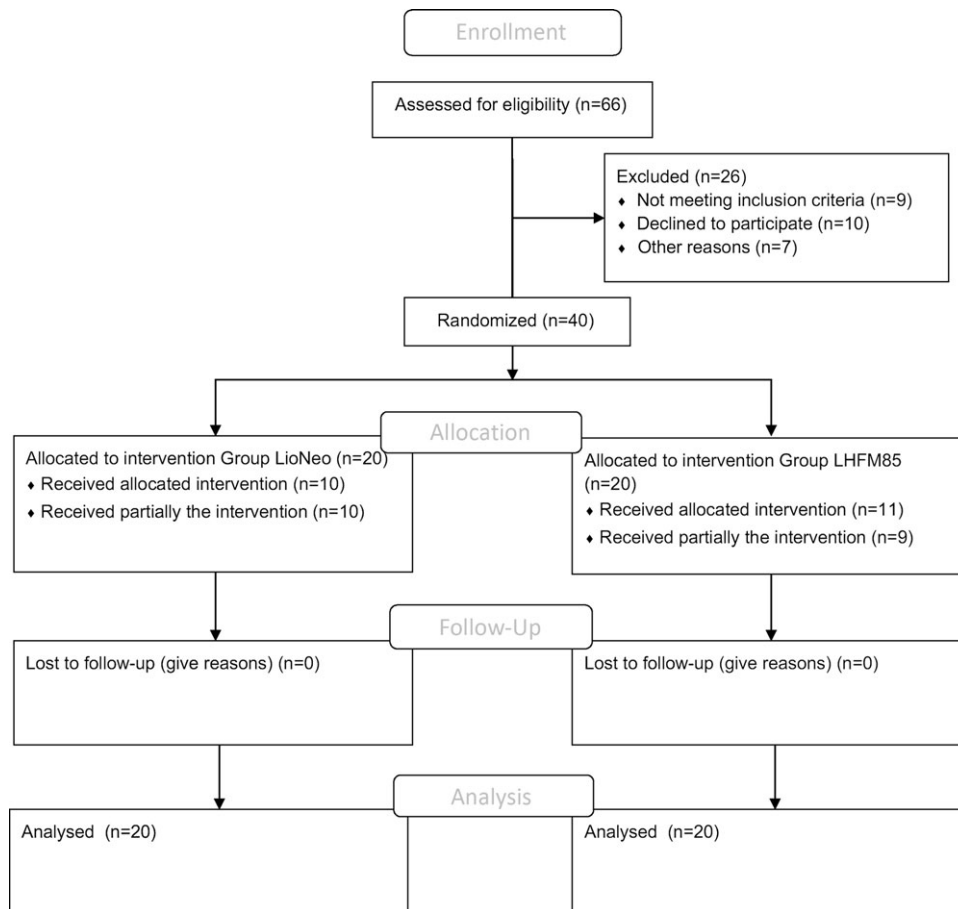 Enrollment
Assessed for eligibility (n=66)
Excluded (n=26)
♦ Not meeting inclusion criteria (n=9)
♦ Declined to participate (n=10)
♦ Other reasons (n=7)
Randomized (n=40)
Allocation
Allocated to intervention Group LioNeo (n=20)
♦ Received allocated intervention (n=10)
♦ Received partially the intervention (n=10)
Allocated to intervention Group LHFM85
(n=20)
♦ Received allocated intervention (n=11)
♦ Received partially the intervention (n=9)
Follow-Up
Lost to follow-up (give reasons) (n=0)
Lost to follow-up (give reasons) (n=0)
Analysis
Analysed (n=20)
Analysed (n=20)